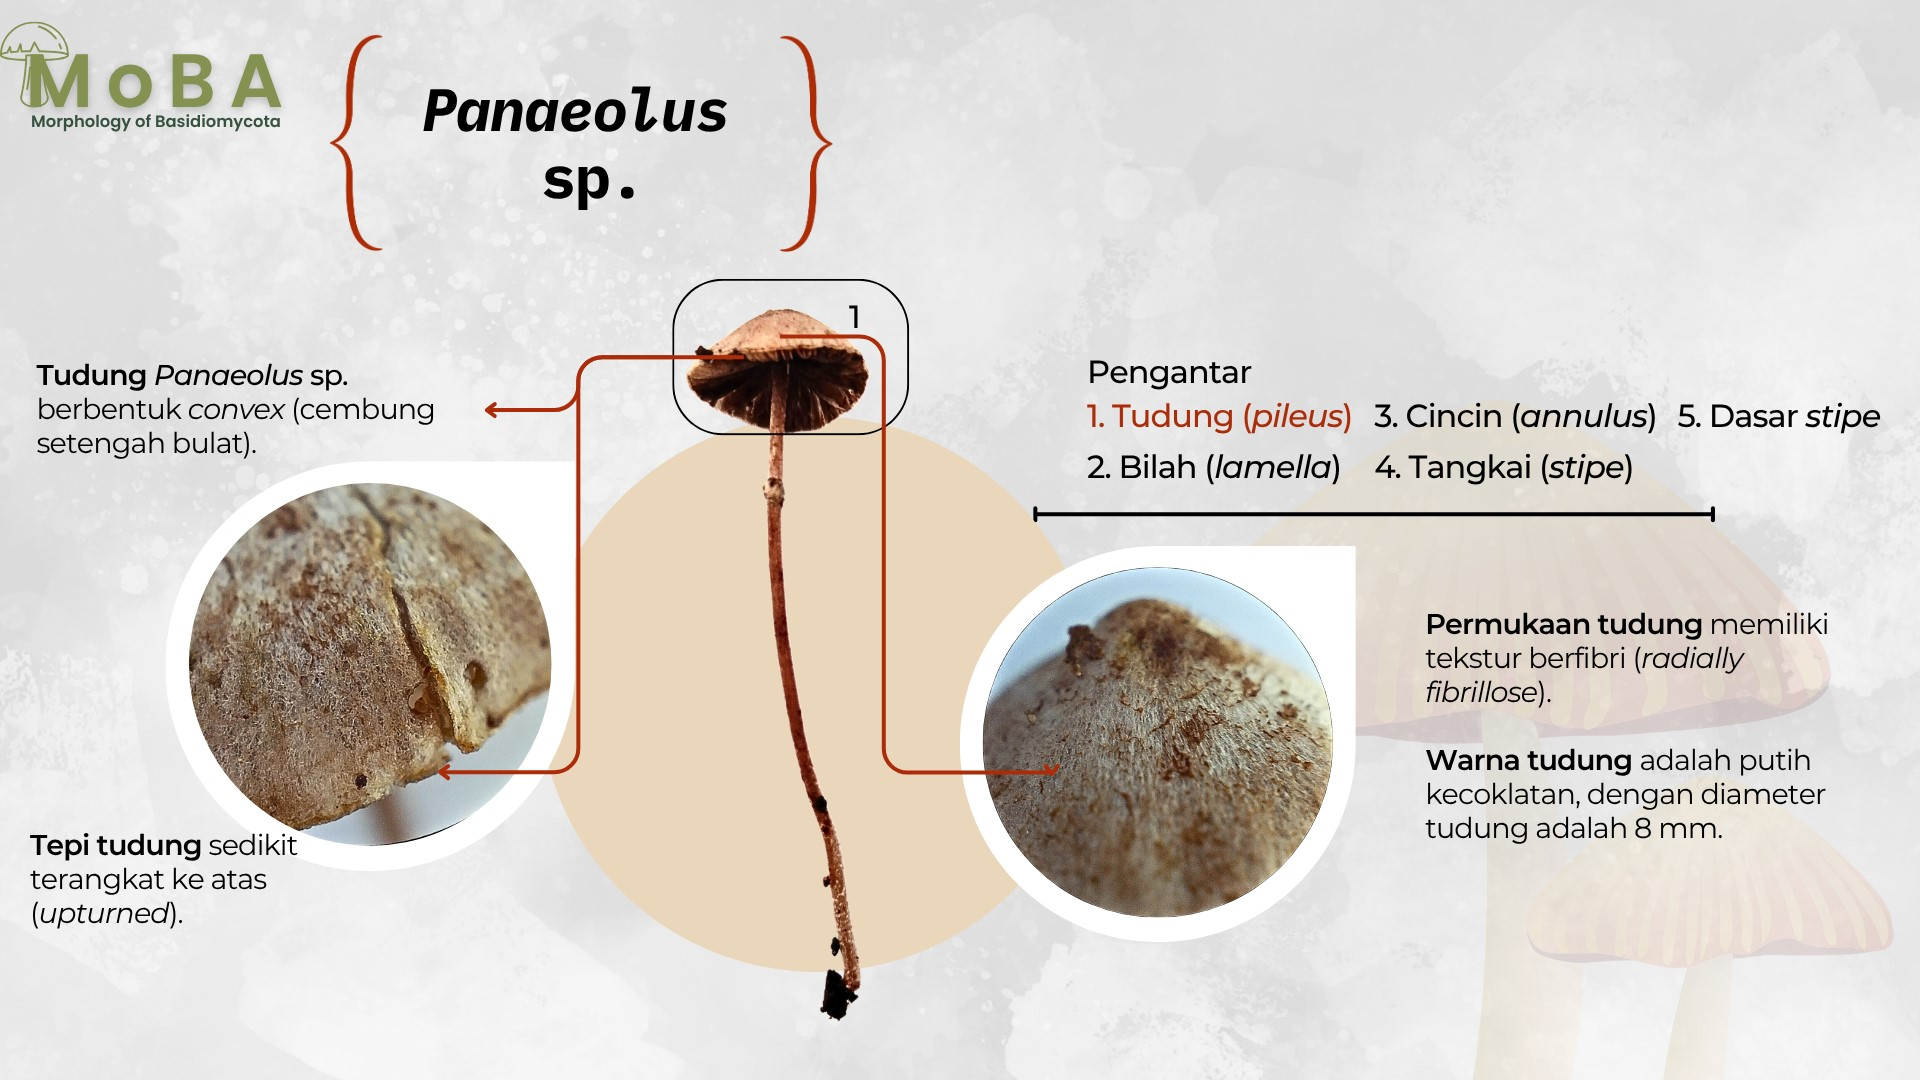 MoBA
Morphology of Basidiomycota
Panaeolus
sp.
1
Tudung Panaeolus sp.
berbentuk convex (cembung
setengah bulat).
Tepi tudung sedikit
terangkat ke atas
(upturned).
Pengantar
1. Tudung (pileus) 3. Cincin (annulus) 5. Dasar stipe
2. Bilah (lamella) 4. Tangkai (stipe)
Permukaan tudung memiliki
tekstur berfibri (radially
fibrillose).
Warna tudung adalah putih
kecoklatan, dengan diameter
tudung adalah 8 mm.